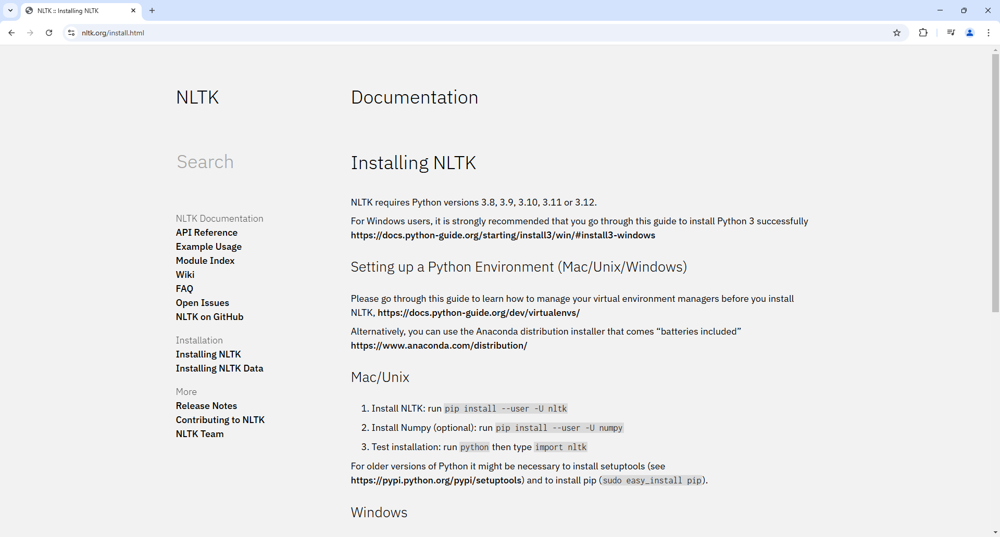 NLTK :: Installing NLTK
nltk.org/install.html
NLTK
Documentation
Search
Installing NLTK
NLTK Documentation
API Reference
Example Usage
Module Index
Wiki
FAQ
Open Issues
NLTK on GitHub
Installation
Installing NLTK
Installing NLTK Data
More
Release Notes
Contributing to NLTK
NLTK Team
NLTK requires Python versions 3.8, 3.9, 3.10, 3.11 or 3.12.
For Windows users, it is strongly recommended that you go through this guide to install Python 3 successfully
https://docs.python-guide.org/starting/install3/win/#install3-windows
Setting up a Python Environment (Mac/Unix/Windows)
Please go through this guide to learn how to manage your virtual environment managers before you install
NLTK, https://docs.python-guide.org/dev/virtualenvs/
Alternatively, you can use the Anaconda distribution installer that comes “batteries included”
https://www.anaconda.com/distribution/
Mac/Unix
1. Install NLTK: run pip install --user -U nltk
2. Install Numpy (optional): run pip install --user -U numpy
3. Test installation: run python then type import nltk
For older versions of Python it might be necessary to install setuptools (see
https://pypi.python.org/pypi/setuptools) and to install pip (sudo easy_install pip).
Windows